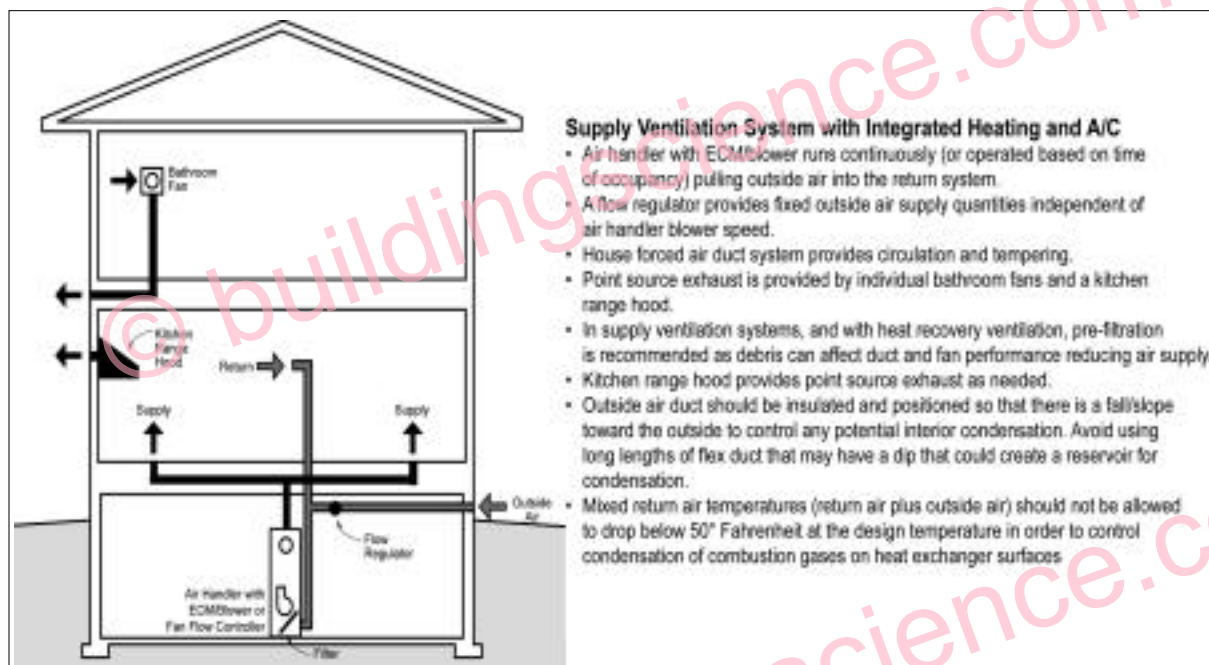 Bathroom
Fan
Kitchen
Range
Hood
Return
Supply
Supply
Outside
Air
Flow
Regulator
Air Handler with
ECM/Blower or
Fan Flow Controller
Filter
Supply Ventilation System with Integrated Heating and A/C
• Air handler with ECM/blower runs continuously (or operated based on time
of occupancy) pulling outside air into the return system.
• A flow regulator provides fixed outside air supply quantities independent of
air handler blower speed.
• House forced air duct system provides circulation and tempering.
• Point source exhaust is provided by individual bathroom fans and a kitchen
range hood.
• In supply ventilation systems, and with heat recovery ventilation, pre-filtration
is recommended as debris can affect duct and fan performance reducing air supply
• Kitchen range hood provides point source exhaust as needed.
• Outside air duct should be insulated and positioned so that there is a fall/slope
toward the outside to control any potential interior condensation. Avoid using
long lengths of flex duct that may have a dip that could create a reservoir for
condensation.
• Mixed return air temperatures (return air plus outside air) should not be allowed
to drop below 50° Fahrenheit at the design temperature in order to control
condensation of combustion gases on heat exchanger surfaces
© buildingscience.com
science.c